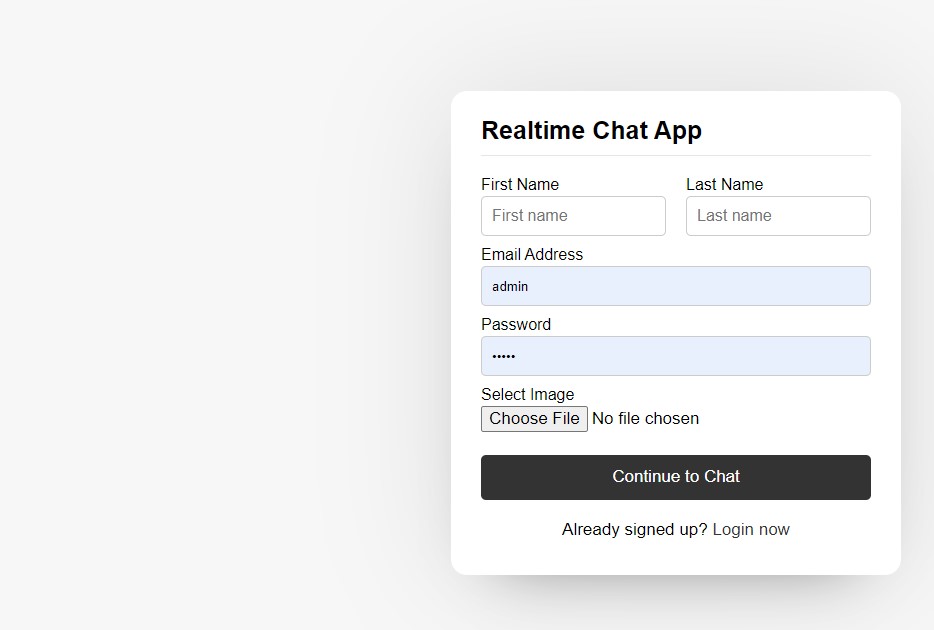 Realtime Chat App
First Name Last Name
First name Last name
Email Address
admin
Password
•••••
Select Image
Choose File No file chosen
Continue to Chat
Already signed up? Login now